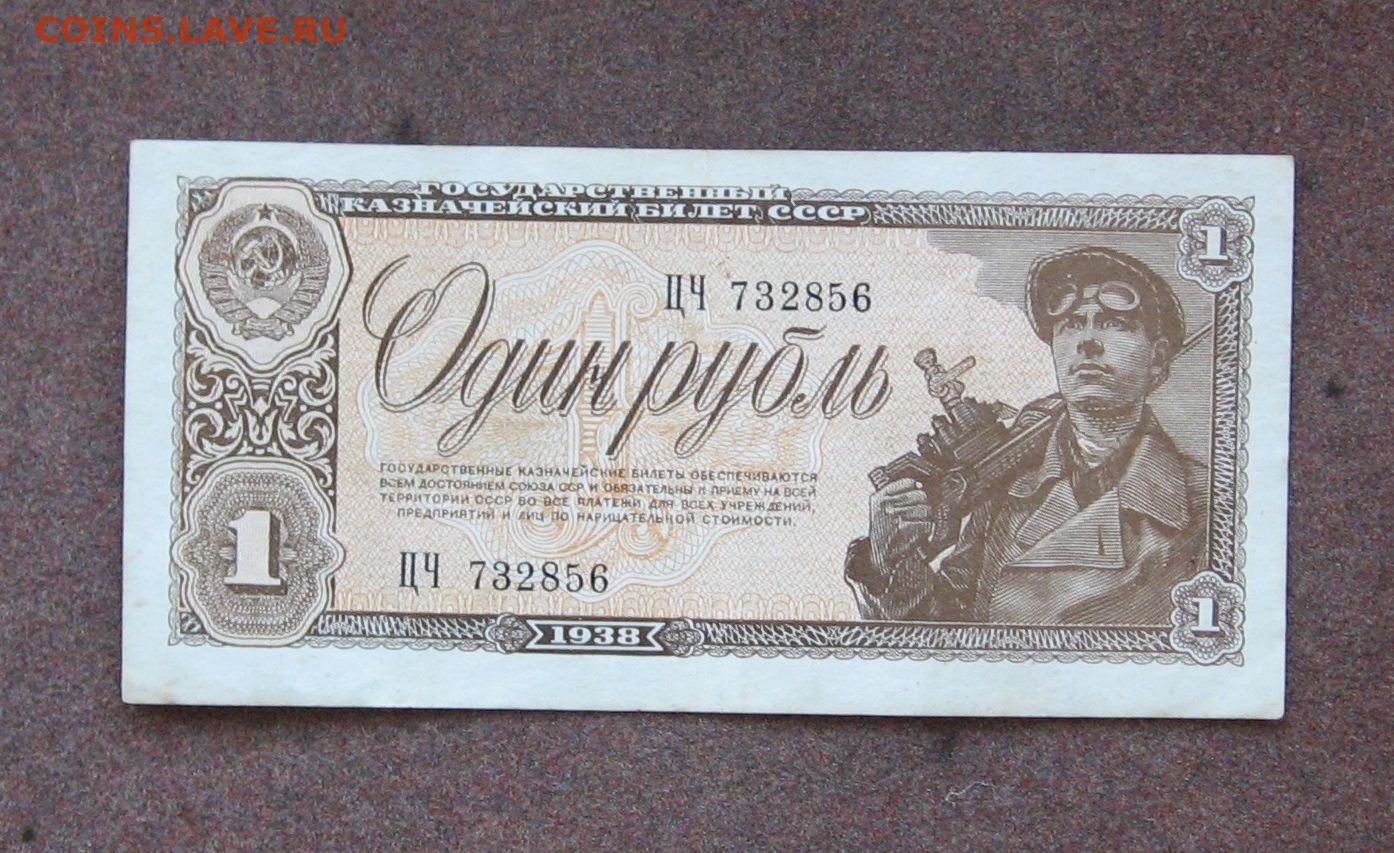 COINS.LAVE.RU
ГОСУДАРСТВЕННЫЙ
КАЗНАЧЕЙСКИЙ БИЛЕТ СССР
1
ЦЧ 732856
Один рубль
ГОСУДАРСТВЕННЫЕ КАЗНАЧЕЙСКИЕ БИЛЕТЫ ОБЕСПЕЧИВАЮТСЯ
ВСЕМ ДОСТОЯНИЕМ СОЮЗА ССР И ОБЯЗАТЕЛЬНЫ К ПРИЕМУ НА ВСЕЙ
ТЕРРИТОРИИ СССР ВО ВСЕ ПЛАТЕЖИ ДЛЯ ВСЕХ УЧРЕЖДЕНИЙ,
ПРЕДПРИЯТИЙ И ЛИЦ ПО НАРИЦАТЕЛЬНОЙ СТОИМОСТИ.
1
ЦЧ 732856
1
1938